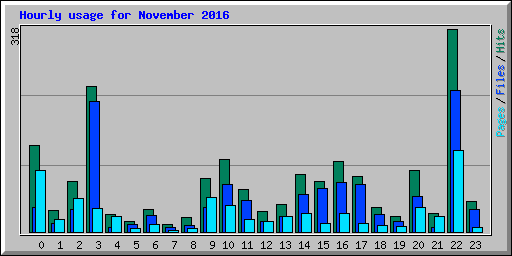 Hourly usage for November 2016
318
Pages / Files / Hits
0 1 2 3 4 5 6 7 8 9 10 11 12 13 14 15 16 17 18 19 20 21 22 23